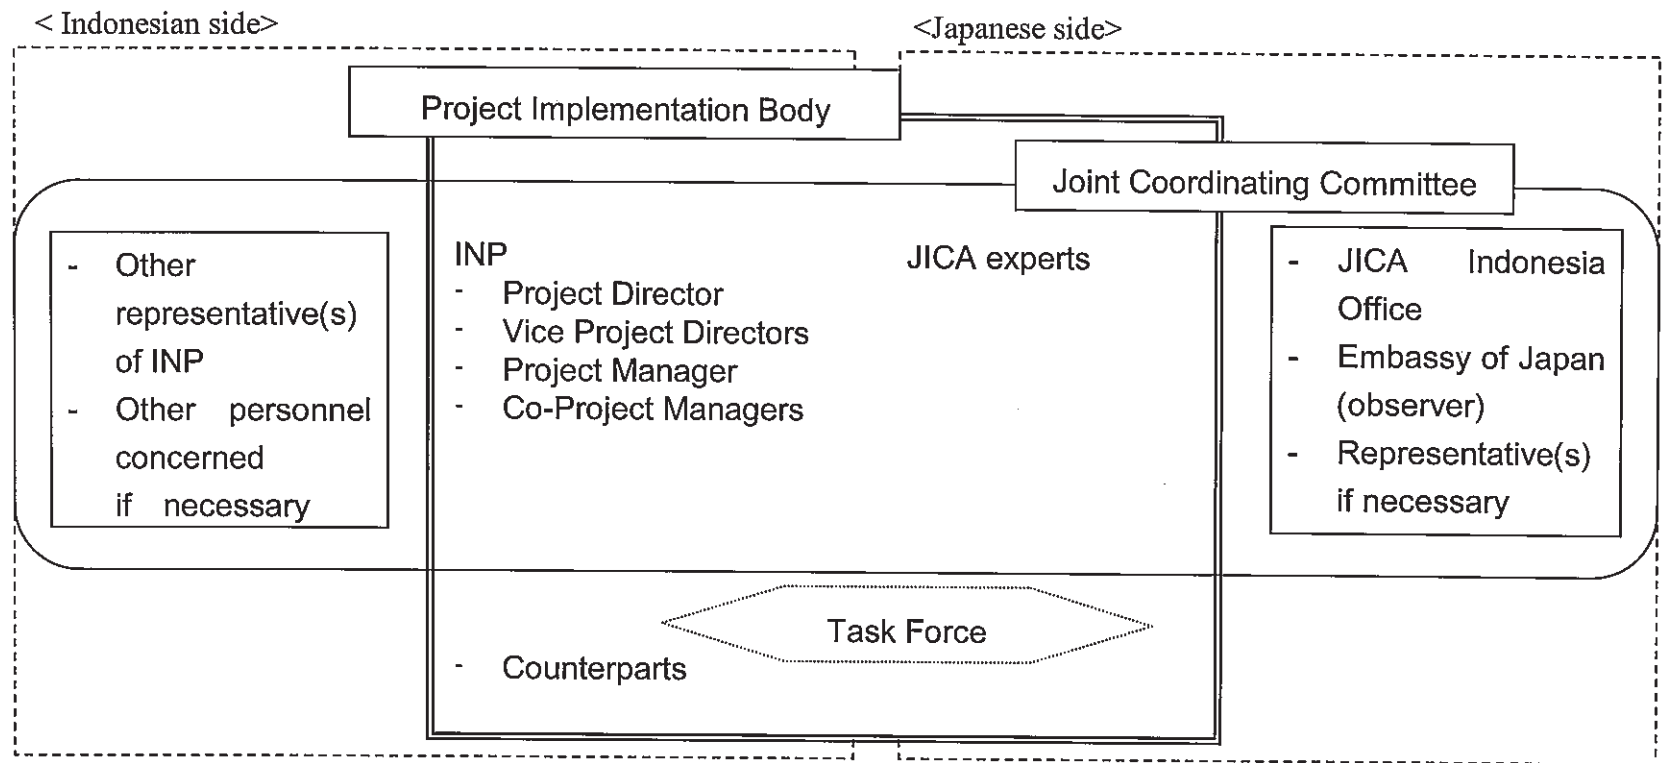 < Indonesian side>
<Japanese side>
Project Implementation Body
Joint Coordinating Committee
- Other
representative(s)
of INP
- Other personnel
concerned
if necessary
INP
- Project Director
- Vice Project Directors
- Project Manager
- Co-Project Managers
JICA experts
- JICA Indonesia
Office
- Embassy of Japan
(observer)
- Representative(s)
if necessary
Task Force
- Counterparts